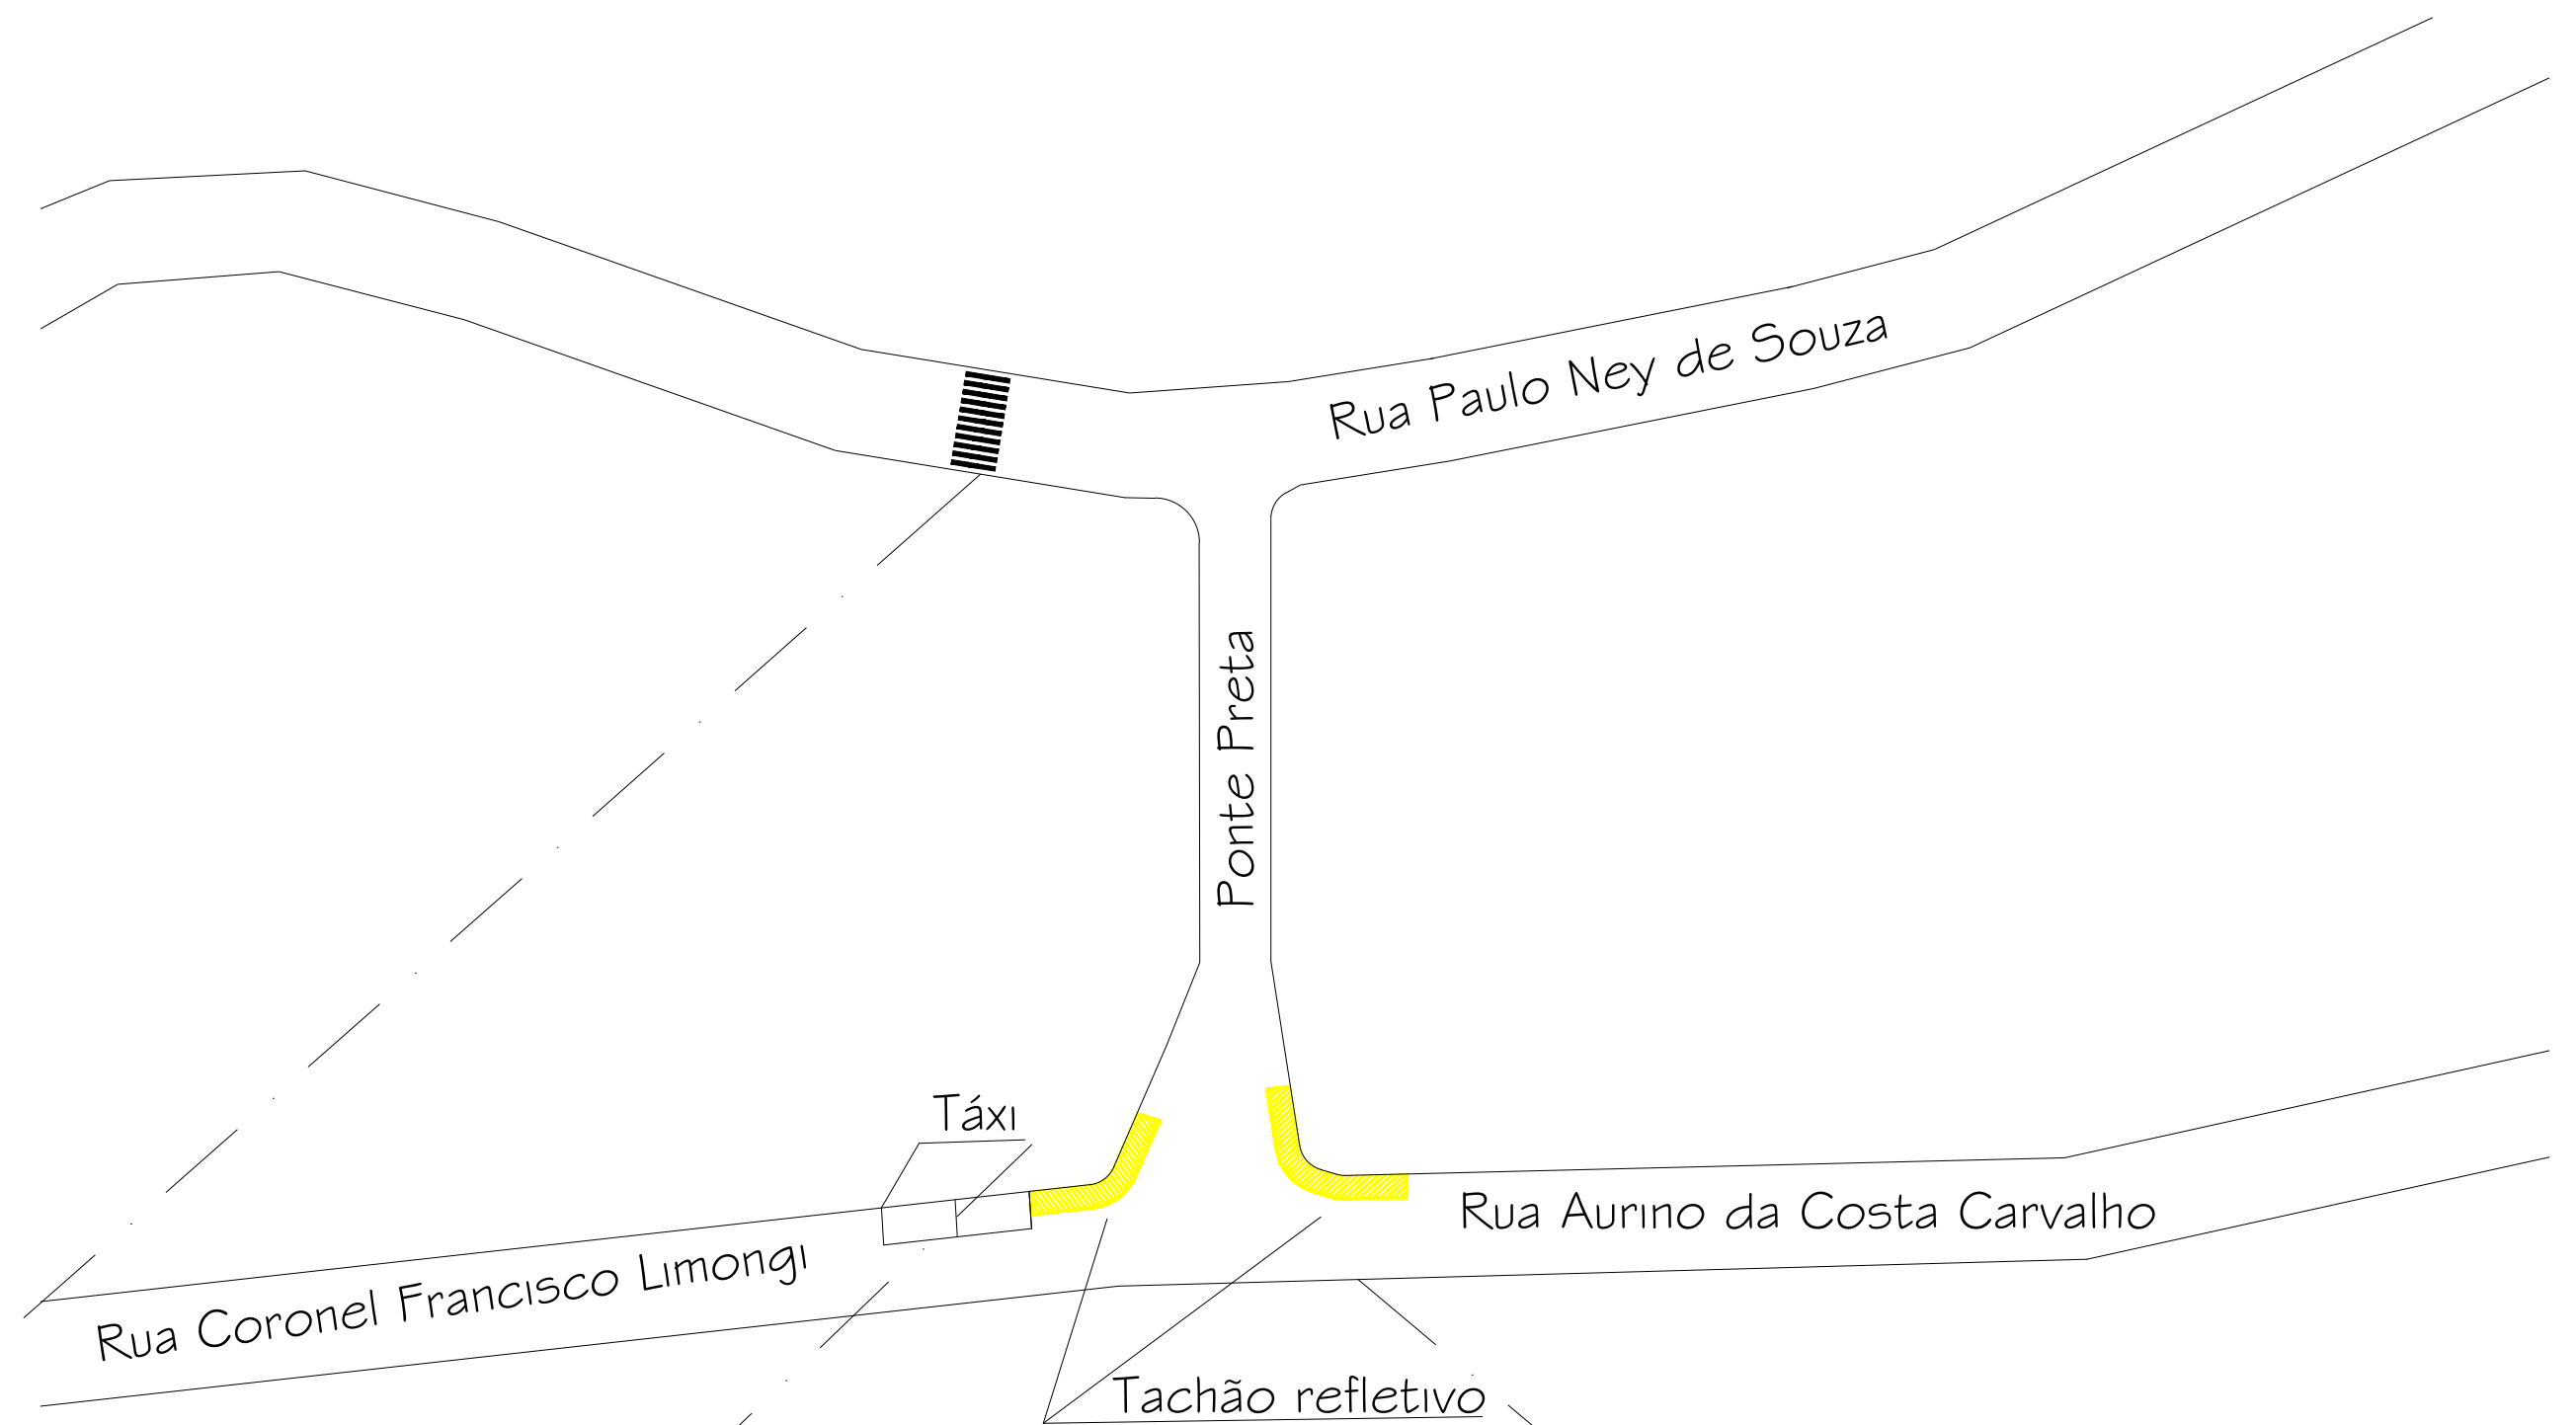 Rua Paulo Ney de Souza
Ponte Preta
Táxi
Rua Aurino da Costa Carvalho
Rua Coronel Francisco Limongi
Tachão refletivo